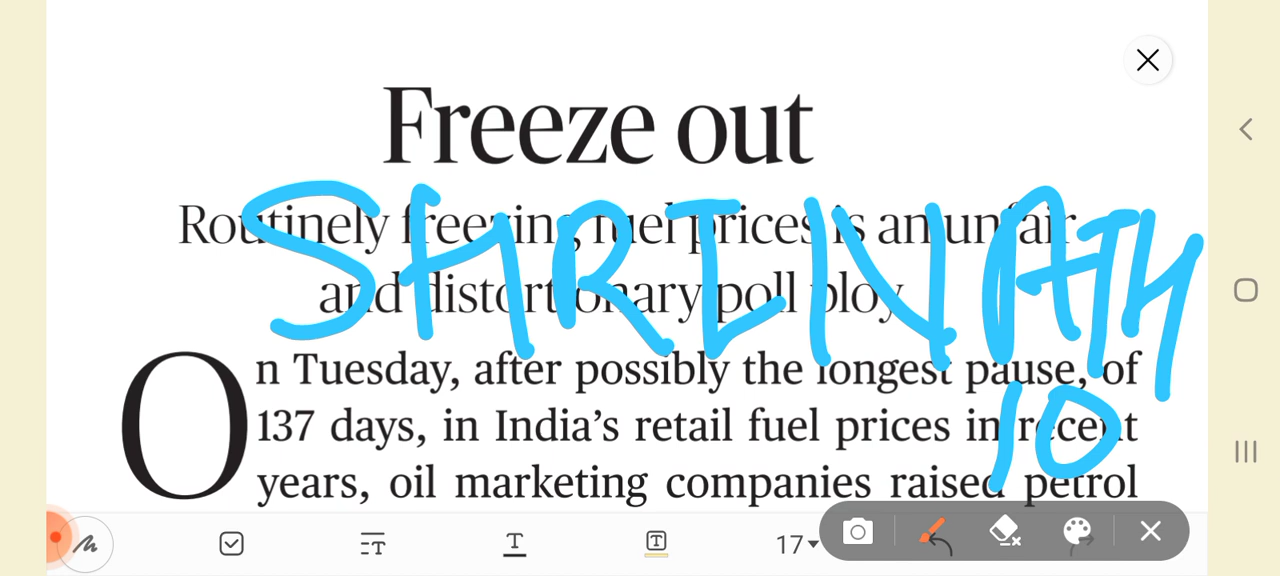 Freeze out
Routinely freezing fuel prices is an unfair
and distortionary poll ploy
SHRINATH
10
On Tuesday, after possibly the longest pause, of
137 days, in India’s retail fuel prices in recent
years, oil marketing companies raised petrol
T
T
T
17